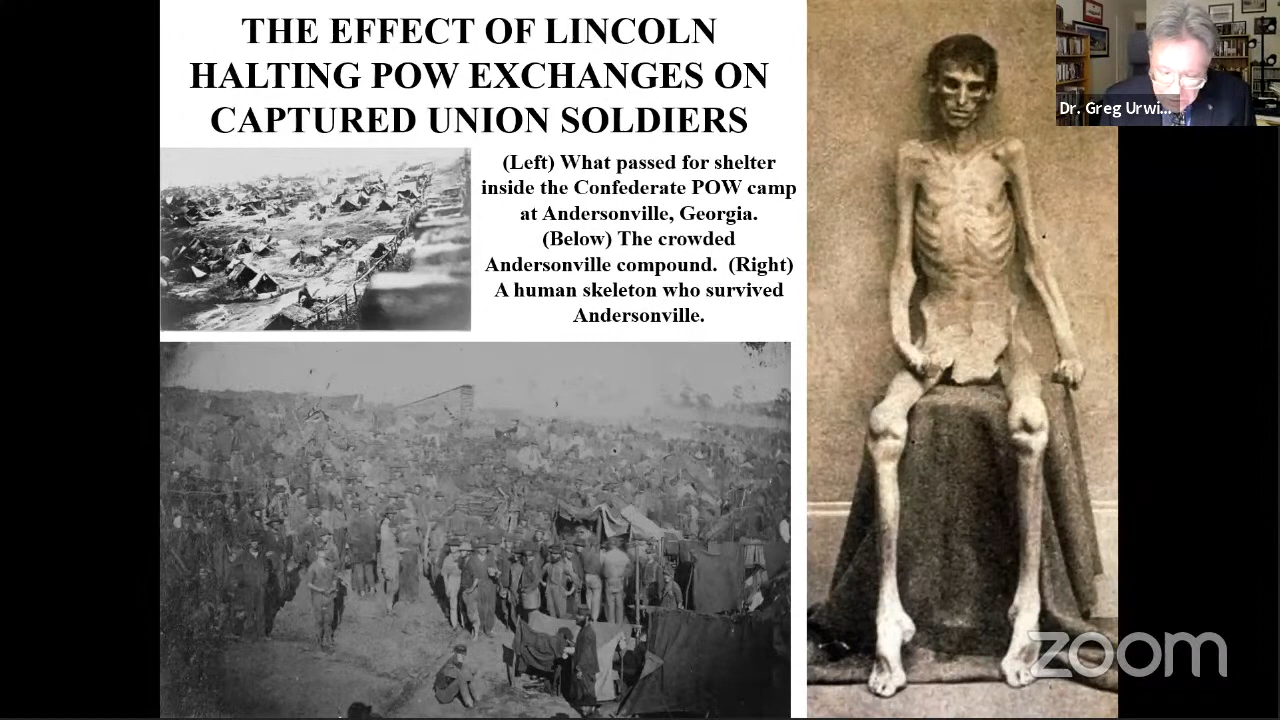 THE EFFECT OF LINCOLN
HALTING POW EXCHANGES ON
CAPTURED UNION SOLDIERS
(Left) What passed for shelter
inside the Confederate POW camp
at Andersonville, Georgia.
(Below) The crowded
Andersonville compound.  (Right)
A human skeleton who survived
Andersonville.
Dr. Greg Urwi...
zoom